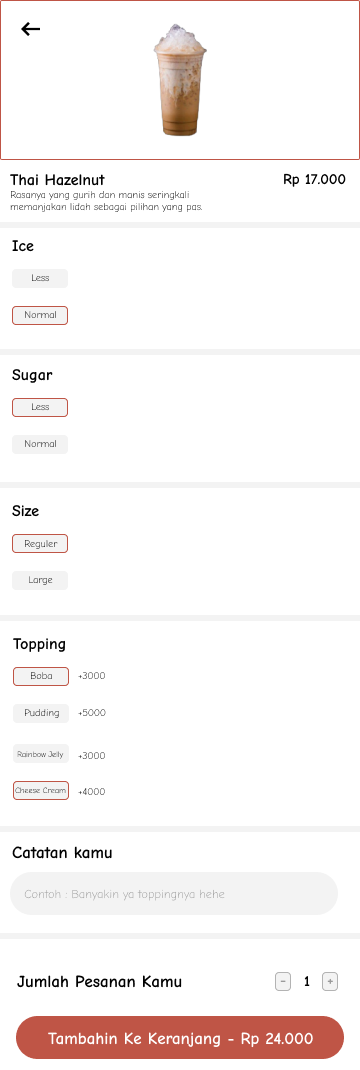 Thai Hazelnut
Rp 17.000
Rasanya yang gurih dan manis seringkali
memanjakan lidah sebagai pilihan yang pas.
Ice
Less
Normal
Sugar
Less
Normal
Size
Reguler
Large
Topping
Boba +3000
Pudding +5000
Rainbow Jelly +3000
Cheese Cream +4000
Catatan kamu
Contoh : Banyakin ya toppingnya hehe
Jumlah Pesanan Kamu - 1 +
Tambahin Ke Keranjang - Rp 24.000